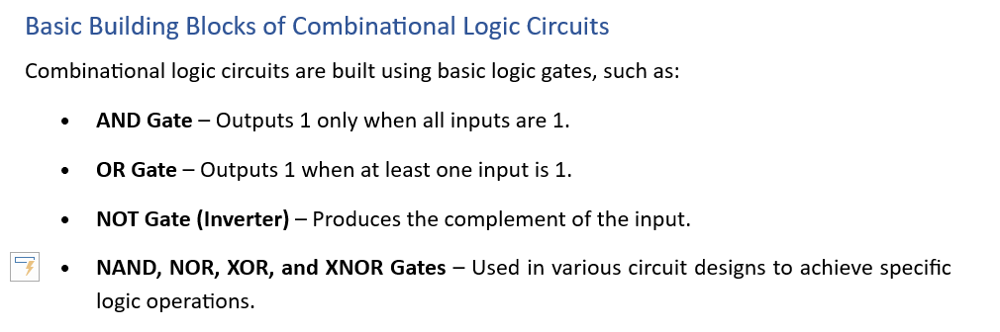 Basic Building Blocks of Combinational Logic Circuits
Combinational logic circuits are built using basic logic gates, such as:
• AND Gate – Outputs 1 only when all inputs are 1.
• OR Gate – Outputs 1 when at least one input is 1.
• NOT Gate (Inverter) – Produces the complement of the input.
• NAND, NOR, XOR, and XNOR Gates – Used in various circuit designs to achieve specific
logic operations.